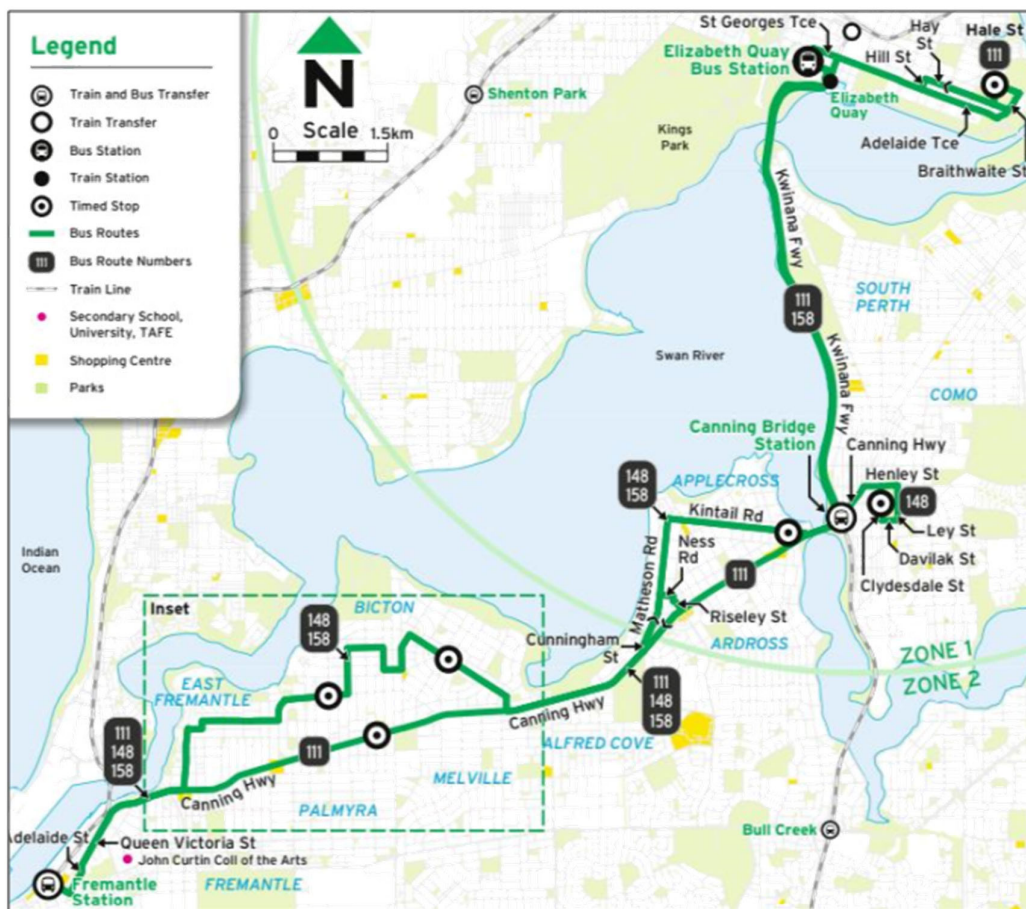 Legend
Train and Bus Transfer
Train Transfer
Bus Station
Train Station
Timed Stop
Bus Routes
111
Bus Route Numbers
Train Line
Secondary School,
University, TAFE
Shopping Centre
Parks
N
0 Scale 1.5km
Shenton Park
St Georges Tce
Elizabeth Quay
Bus Station
Elizabeth
Quay
Hay
St
Hill St
Hale St
111
Adelaide Tce
Braithwaite St
Kings
Park
Kwinana Fwy
SOUTH
PERTH
111
158
Swan River
Kwinana Fwy
COMO
Canning Bridge
Station
Canning Hwy
Henley St
148
Ley St
Davilak St
Clydesdale St
148
158
APPLECROSS
Kintail Rd
Ness
Rd
Matheson Rd
111
Riseley St
Cunningham
St
ARDROSS
ZONE 1
ZONE 2
Indian
Ocean
Inset
BICTON
148
158
EAST
FREMANTLE
111
148
158
Canning Hwy
111
148
158
ALFRED COVE
111
MELVILLE
Canning Hwy
PALMYRA
Bull Creek
Adelaide St
Queen Victoria St
John Curtin Coll of the Arts
Fremantle
Station
FREMANTLE